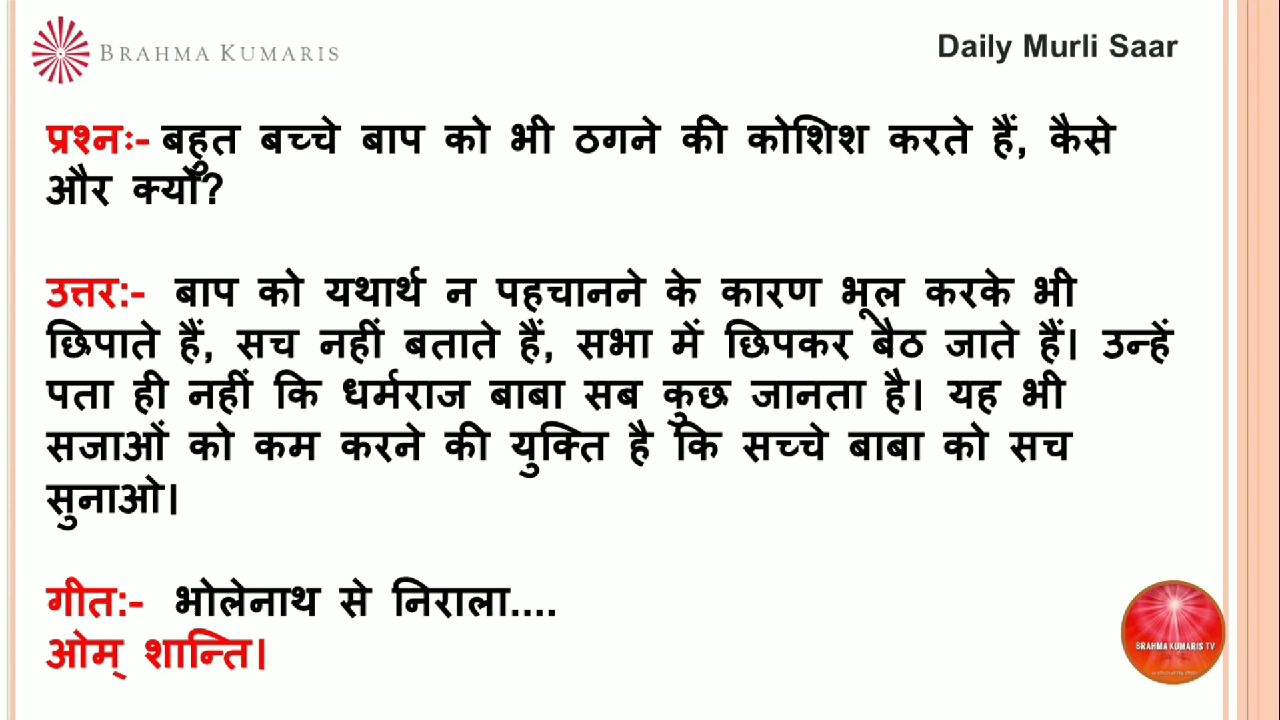 BRAHMA KUMARIS
Daily Murli Saar
प्रश्नः- बहुत बच्चे बाप को भी ठगने की कोशिश करते हैं, कैसे
और क्यों?
उत्तर:- बाप को यथार्थ न पहचानने के कारण भूल करके भी
छिपाते हैं, सच नहीं बताते हैं, सभा में छिपकर बैठ जाते हैं। उन्हें
पता ही नहीं कि धर्मराज बाबा सब कुछ जानता है। यह भी
सजाओं को कम करने की युक्ति है कि सच्चे बाबा को सच
सुनाओ।
गीत:- भोलेनाथ से निराला....
ओम् शान्ति।
BRAHMA KUMARIS TV